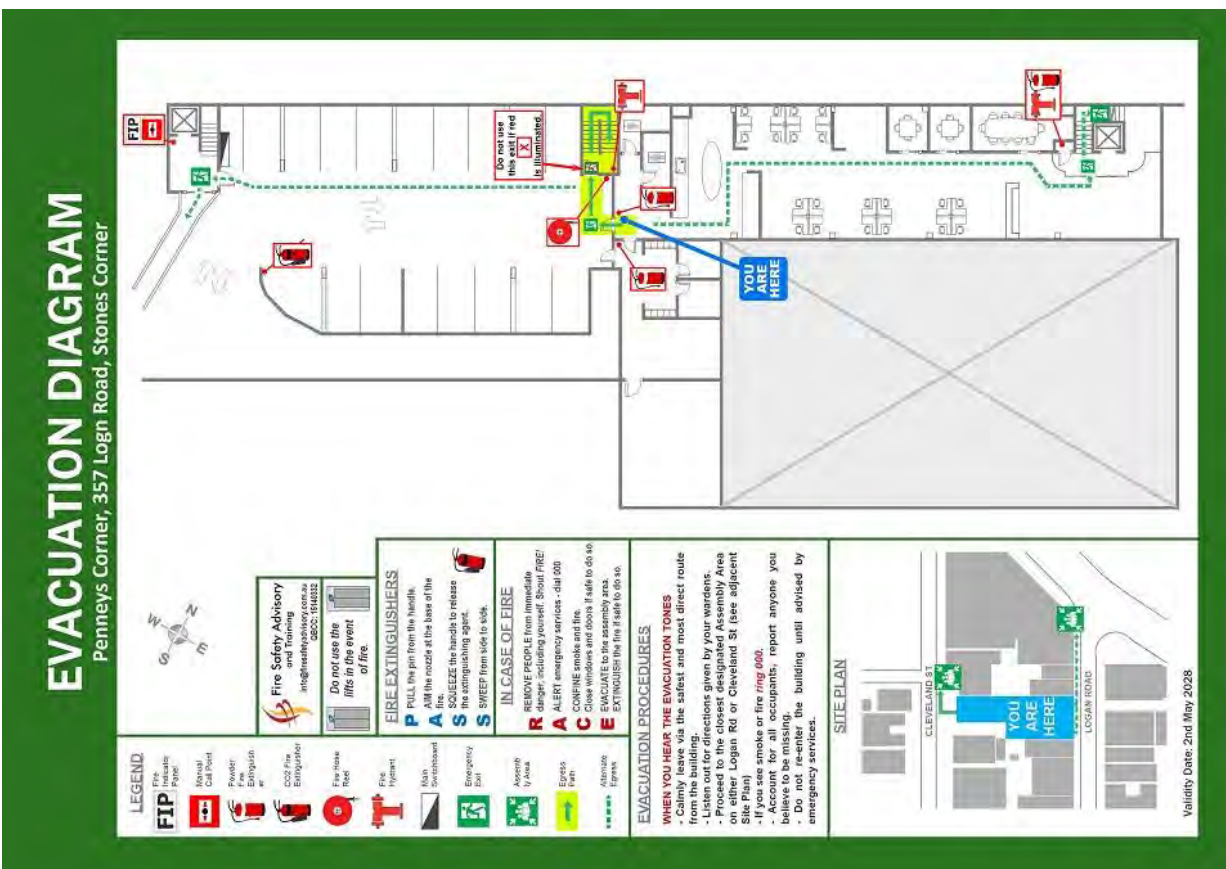 EVACUATION DIAGRAM
Penneys Corner, 357 Logn Road, Stones Corner
FIP
Do not use
this exit if red
X
is illuminated.
YOU
ARE
HERE
LEGEND
FIP
Fire
Indicator
Panel
Manual
Call Point
Powder
Fire
Extinguish
er
CO2 Fire
Extinguisher
Fire Hose
Reel
Fire
Hydrant
Main
Switchboard
Emergency
Exit
Assemb
ly Area
Egress
Path
Alternate
Egress
W
N
S
E
Fire Safety Advisory
and Training
info@firesafetyadvisory.com.au
QBCC: 15140332
Do not use the
lifts in the event
of fire.
FIRE EXTINGUISHERS
P PULL the pin from the handle.
A AIM the nozzle at the base of the
fire.
S SQUEEZE the handle to release
the extinguishing agent.
S SWEEP from side to side.
IN CASE OF FIRE
R REMOVE PEOPLE from immediate
danger, including yourself. Shout FIRE!
A ALERT emergency services - dial 000
C CONFINE smoke and fire.
Close windows and doors if safe to do so.
E EVACUATE to the assembly area.
EXTINGUISH the fire if safe to do so.
EVACUATION PROCEDURES
WHEN YOU HEAR THE EVACUATION TONES
- Calmly leave via the safest and most direct route
from the building.
- Listen out for directions given by your wardens.
- Proceed to the closest designated Assembly Area
on either Logan Rd or Cleveland St (see adjacent
Site Plan)
- If you see smoke or fire ring 000.
- Account for all occupants, report anyone you
believe to be missing.
- Do not re-enter the building until advised by
emergency services.
SITE PLAN
CLEVELAND ST
YOU
ARE
HERE
LOGAN ROAD
Validity Date: 2nd May 2028